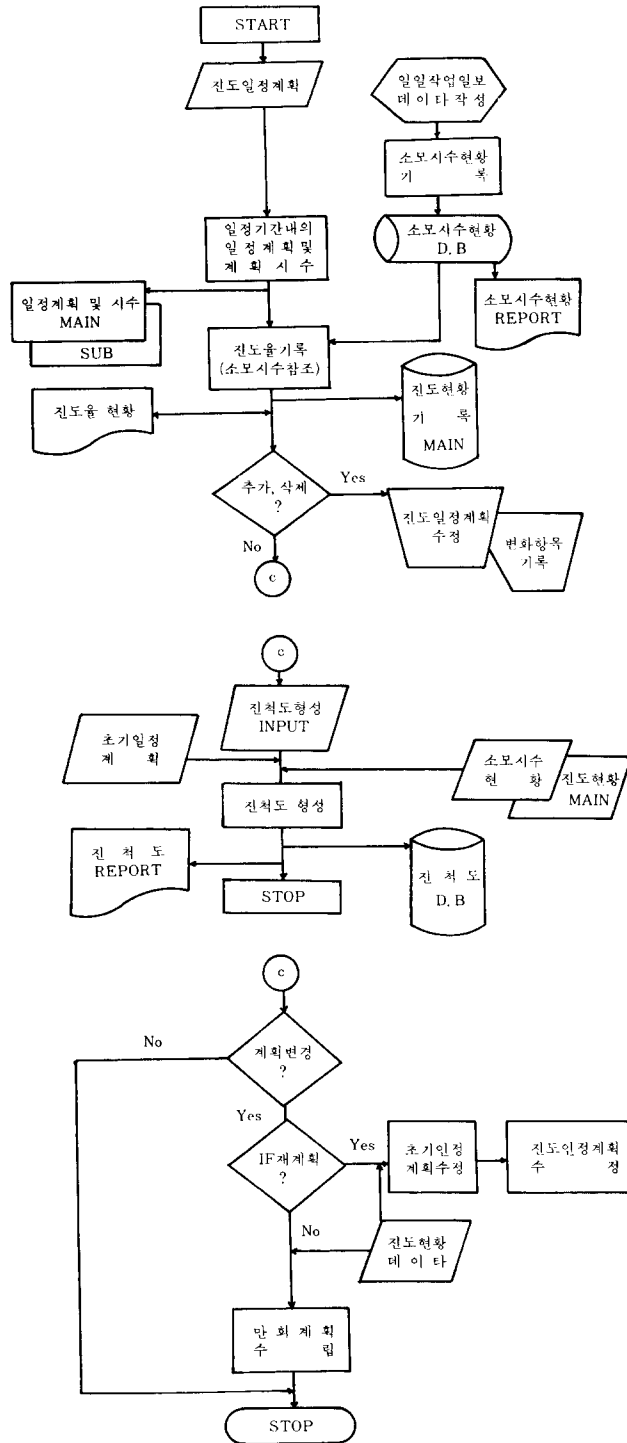 START
진도일정계획
일일작업일보
데이타작성
소모시수현황
기 록
일정기간내의
일정계획및
계 획 시 수
소모시수현황
D.B
일정계획 및 시수
MAIN
SUB
소모시수현황
REPORT
진도율기록
(소모시수참조)
진도현황
기 록
MAIN
진도율 현황
추가, 삭제
?
Yes
No
진도일정계획
수정
변화항목
기록
c
c
진척도형성
INPUT
초기일정
계 획
소모시수
현 황
진도현황
MAIN
진척도 형성
진 척 도
REPORT
진 척 도
D.B
STOP
c
계획변경
?
No
Yes
IF재계획
?
Yes
초기인정
계획수정
진도인정계획
수 정
No
진도현황
데 이 타
만 회 계 획
수 립
STOP